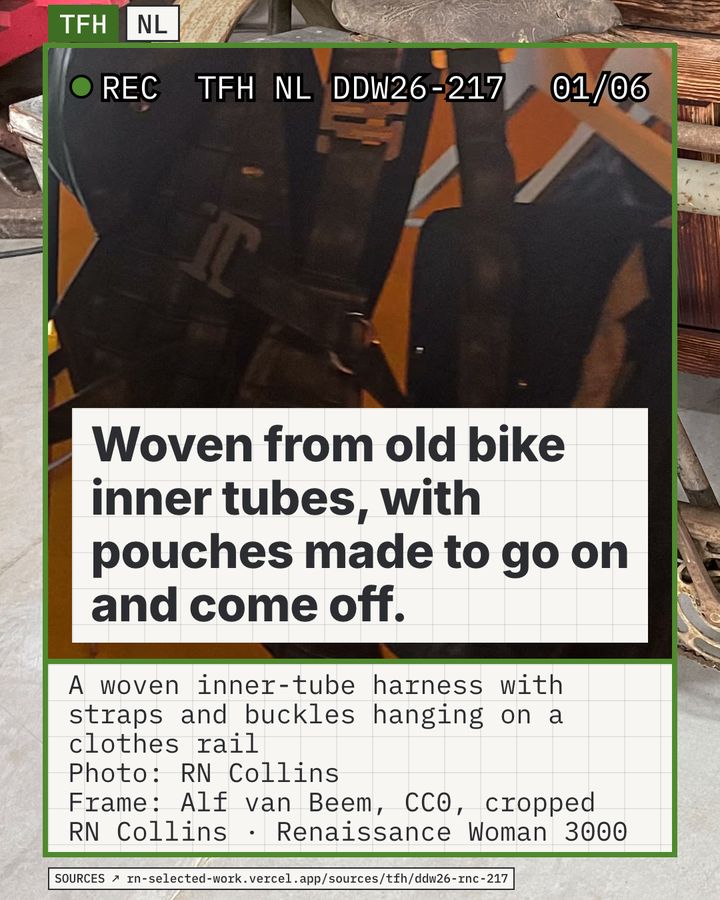 TFH NL
REC TFH NL DDW26-217 01/06
Woven from old bike
inner tubes, with
pouches made to go on
and come off.
A woven inner-tube harness with
straps and buckles hanging on a
clothes rail
Photo: RN Collins
Frame: Alf van Beem, CC0, cropped
RN Collins · Renaissance Woman 3000
SOURCES ↗ rn-selected-work.vercel.app/sources/tfh/ddw26-rnc-217